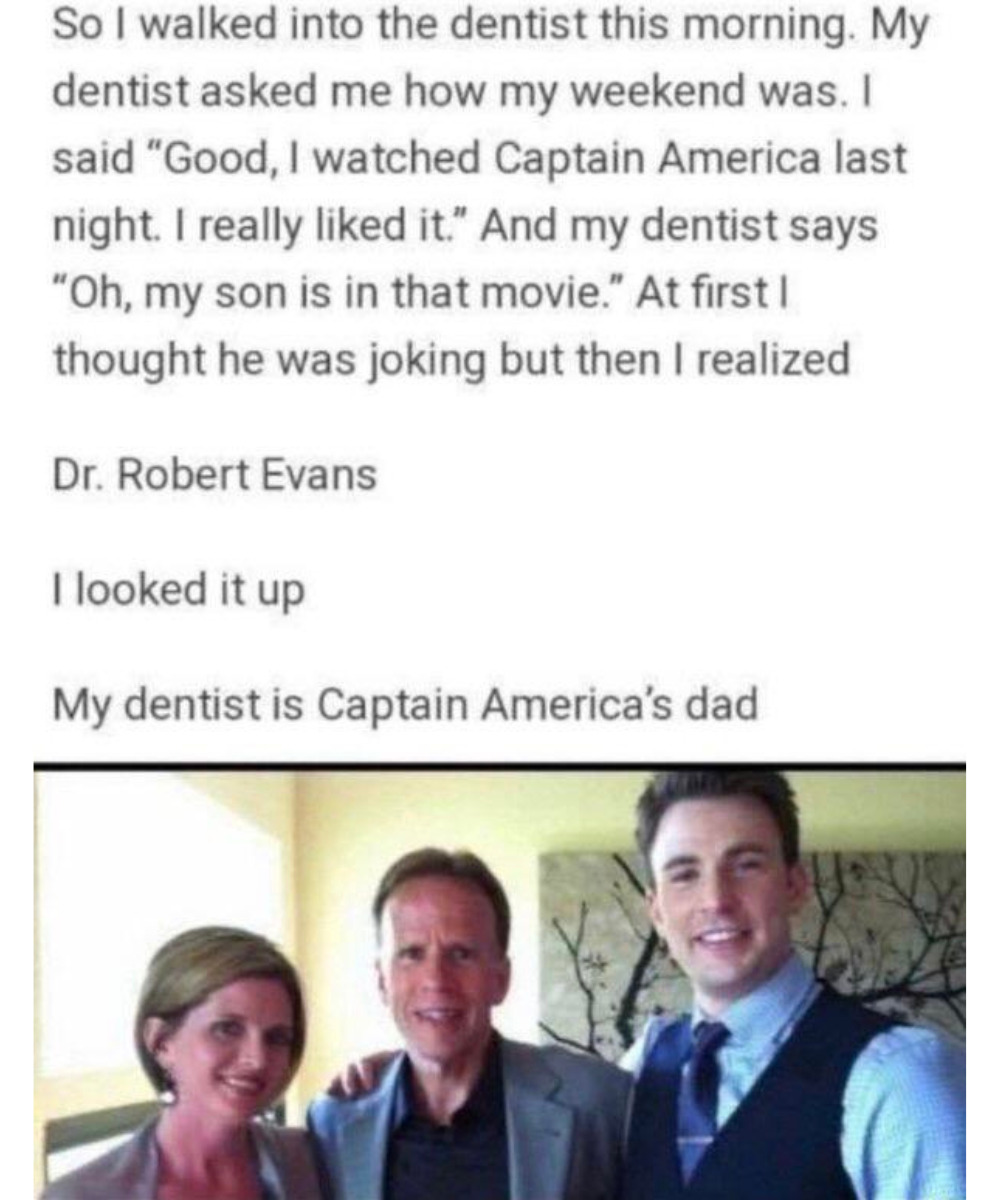 So I walked into the dentist this morning. My
dentist asked me how my weekend was. I
said “Good, I watched Captain America last
night. I really liked it.” And my dentist says
“Oh, my son is in that movie.” At first I
thought he was joking but then I realized
Dr. Robert Evans
I looked it up
My dentist is Captain America’s dad